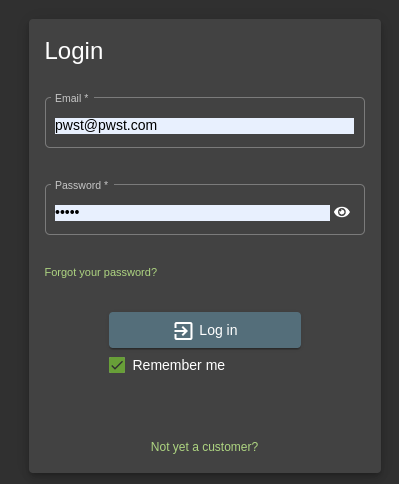 Login
Email *
pwst@pwst.com
Password *
•••••
Forgot your password?
Log in
Remember me
Not yet a customer?